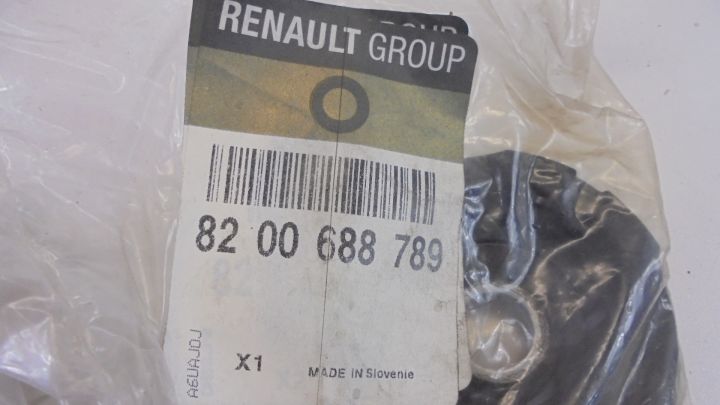 RENAULT GROUP
82 00 688 789
X1
MADE IN Slovenie